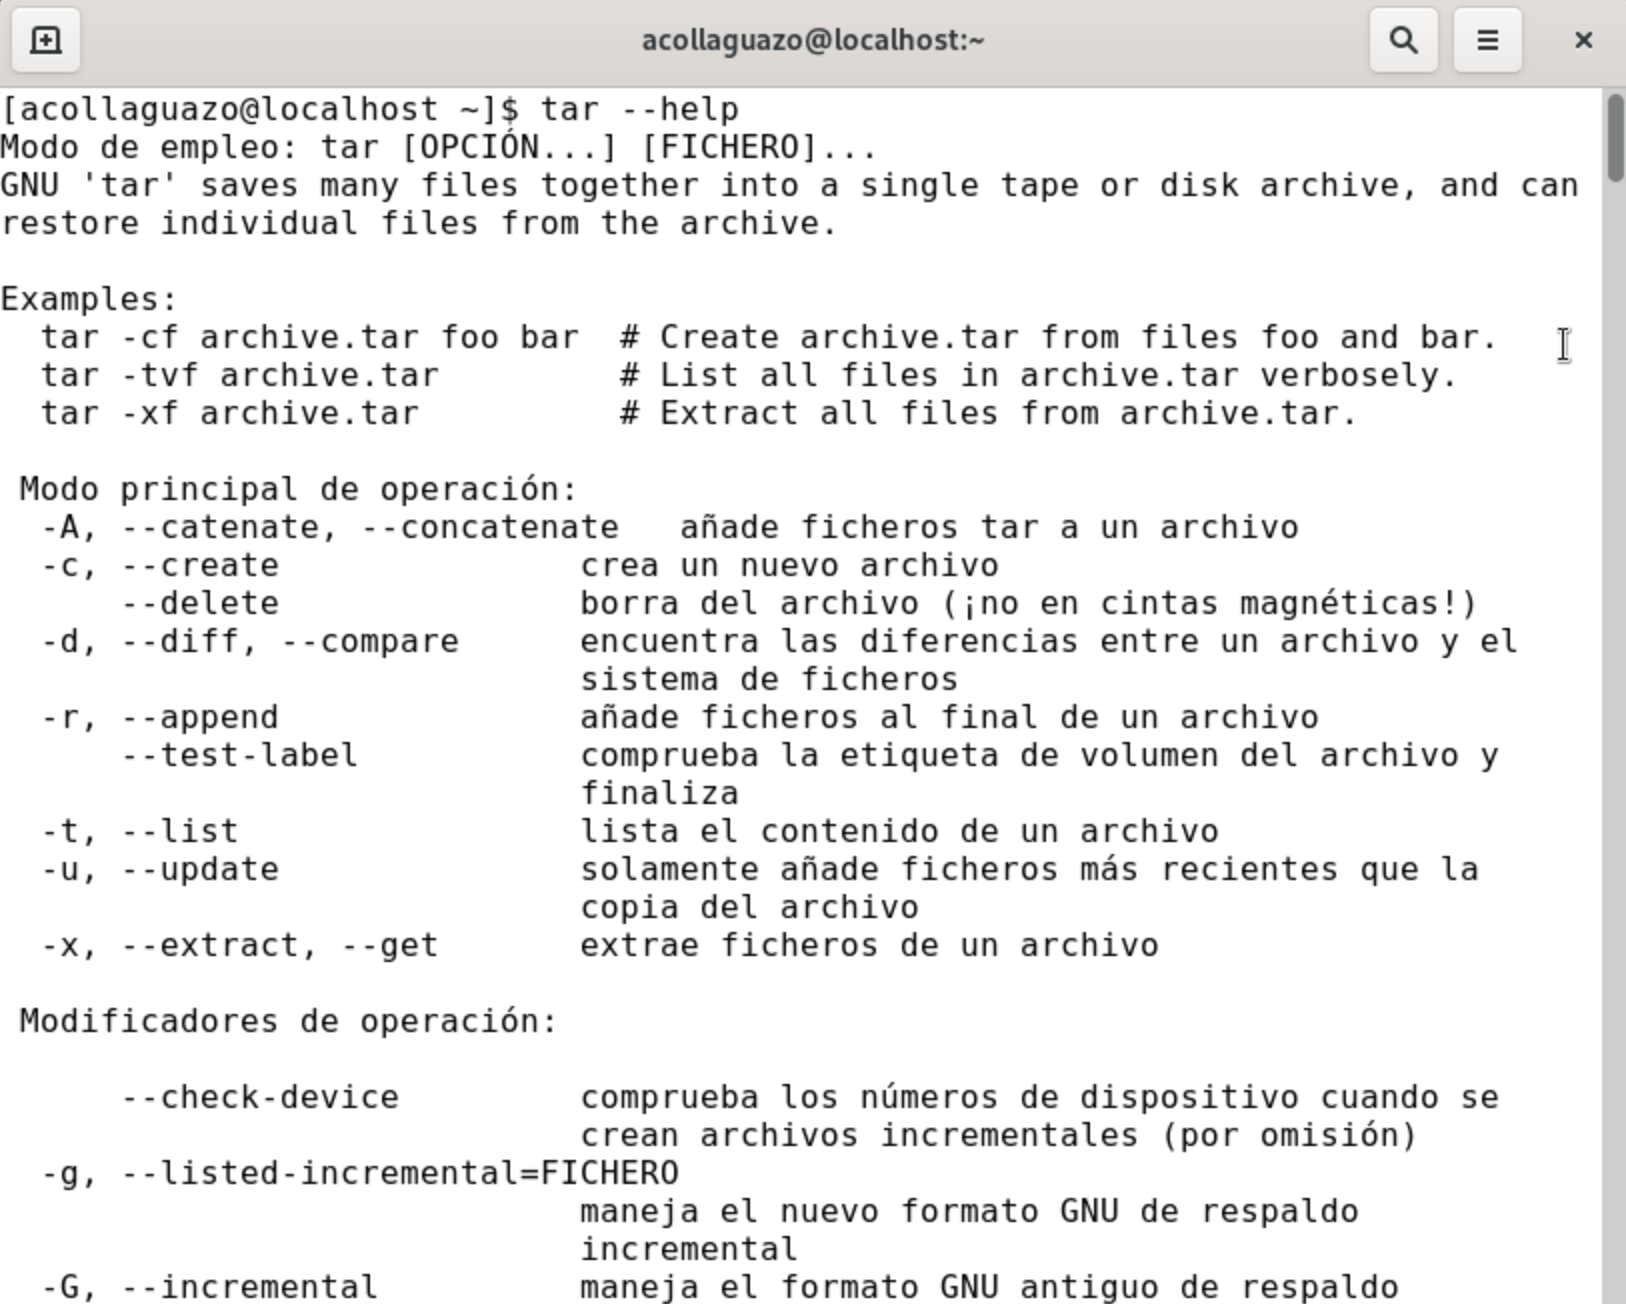 acollaguazo@localhost:~
[acollaguazo@localhost ~]$ tar --help
Modo de empleo: tar [OPCIÓN...] [FICHERO]...
GNU 'tar' saves many files together into a single tape or disk archive, and can
restore individual files from the archive.

Examples:
  tar -cf archive.tar foo bar  # Create archive.tar from files foo and bar.
  tar -tvf archive.tar         # List all files in archive.tar verbosely.
  tar -xf archive.tar          # Extract all files from archive.tar.

 Modo principal de operación:
  -A, --catenate, --concatenate   añade ficheros tar a un archivo
  -c, --create               crea un nuevo archivo
      --delete               borra del archivo (¡no en cintas magnéticas!)
  -d, --diff, --compare      encuentra las diferencias entre un archivo y el
                             sistema de ficheros
  -r, --append               añade ficheros al final de un archivo
      --test-label           comprueba la etiqueta de volumen del archivo y
                             finaliza
  -t, --list                 lista el contenido de un archivo
  -u, --update               solamente añade ficheros más recientes que la
                             copia del archivo
  -x, --extract, --get       extrae ficheros de un archivo

 Modificadores de operación:

      --check-device         comprueba los números de dispositivo cuando se
                             crean archivos incrementales (por omisión)
  -g, --listed-incremental=FICHERO
                             maneja el nuevo formato GNU de respaldo
                             incremental
  -G, --incremental          maneja el formato GNU antiguo de respaldo